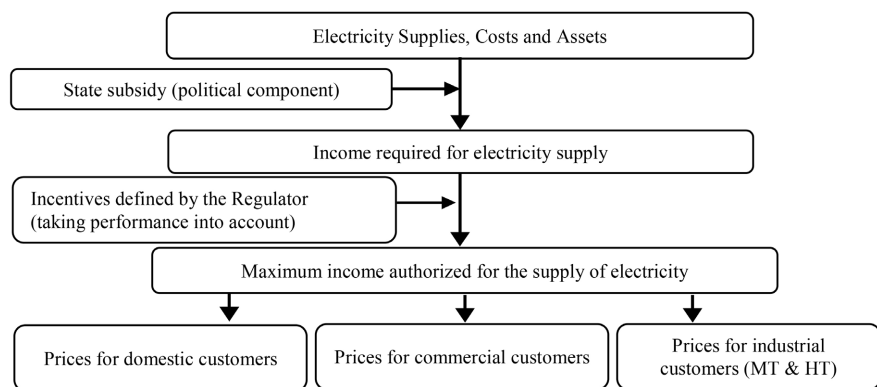 Electricity Supplies, Costs and Assets
State subsidy (political component)
Income required for electricity supply
Incentives defined by the Regulator
(taking performance into account)
Maximum income authorized for the supply of electricity
Prices for domestic customers
Prices for commercial customers
Prices for industrial
customers (MT & HT)